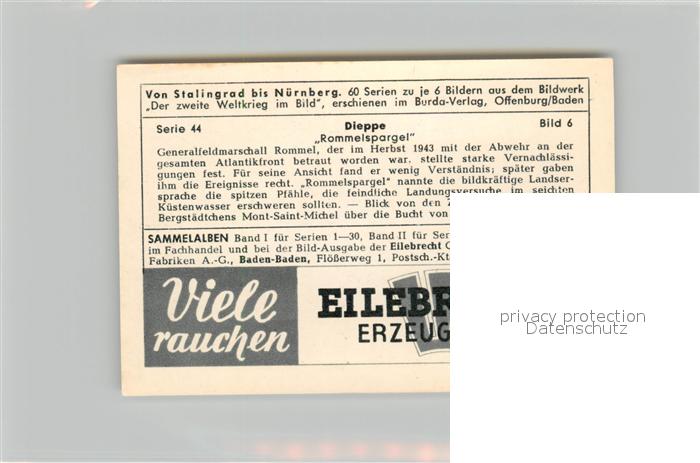 Von Stalingrad bis Nürnberg. 60 Serien zu je 6 Bildern aus dem Bildwerk
„Der zweite Weltkrieg im Bild“, erschienen im Burda-Verlag, Offenburg/Baden
Serie 44 Dieppe Bild 6
„Rommelspargel“
Generalfeldmarschall Rommel, der im Herbst 1943 mit der Abwehr an der
gesamten Atlantikfront betraut worden war, stellte starke Vernachlässi-
gungen fest. Für seine Ansicht fand er wenig Verständnis; später gaben
ihm die Ereignisse recht. „Rommelspargel“ nannte die bildkräftige Landser-
sprache die spitzen Pfähle, die feindliche Landungsversuche im seichten
Küstenwasser erschweren sollten. — Blick von den
Bergstädtchens Mont-Saint-Michel über die Bucht von
SAMMELALBEN Band I für Serien 1—30, Band II für Ser
im Fachhandel und bei der Bild-Ausgabe der Eilebrecht
Fabriken A.-G., Baden-Baden, Flößerweg 1, Postsch.-Kt
Viele
rauchen
EILEBR
ERZEUG
privacy protection
Datenschutz